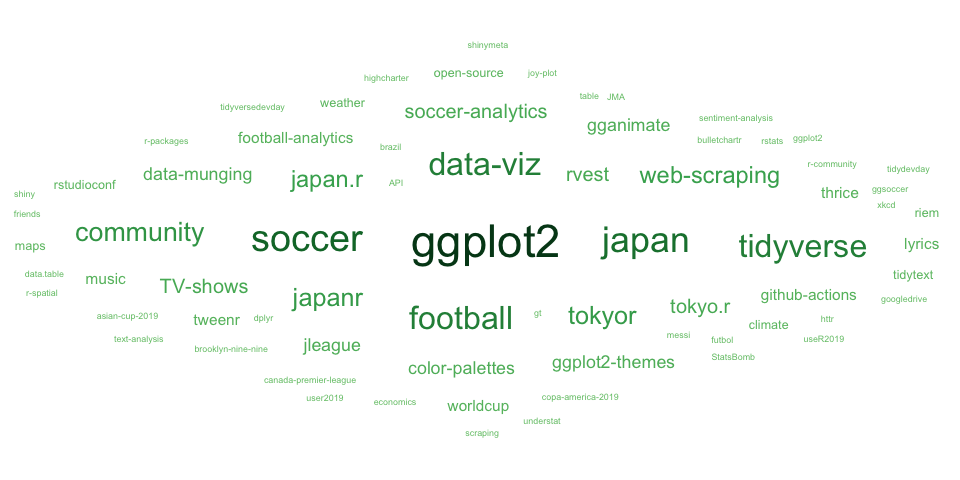 shinymeta
highcharter open-source joy-plot
tidyversedevday weather soccer-analytics table JMA
r-packages football-analytics brazil gganimate sentiment-analysis
bulletchartr rstats ggplot2
shiny rstudioconf data-munging japan.r API data-viz rvest web-scraping r-community tidydevday
thrice ggsoccer
friends xkcd riem
maps community soccer ggplot2 japan tidyverse lyrics
data.table music TV-shows tidytext
r-spatial japanr tokyo.r github-actions googledrive
asian-cup-2019 tweenr dplyr football gt tokyor climate httr
text-analysis brooklyn-nine-nine jleague messi futbol useR2019
color-palettes ggplot2-themes StatsBomb
canada-premier-league
user2019 economics worldcup copa-america-2019
understat
scraping